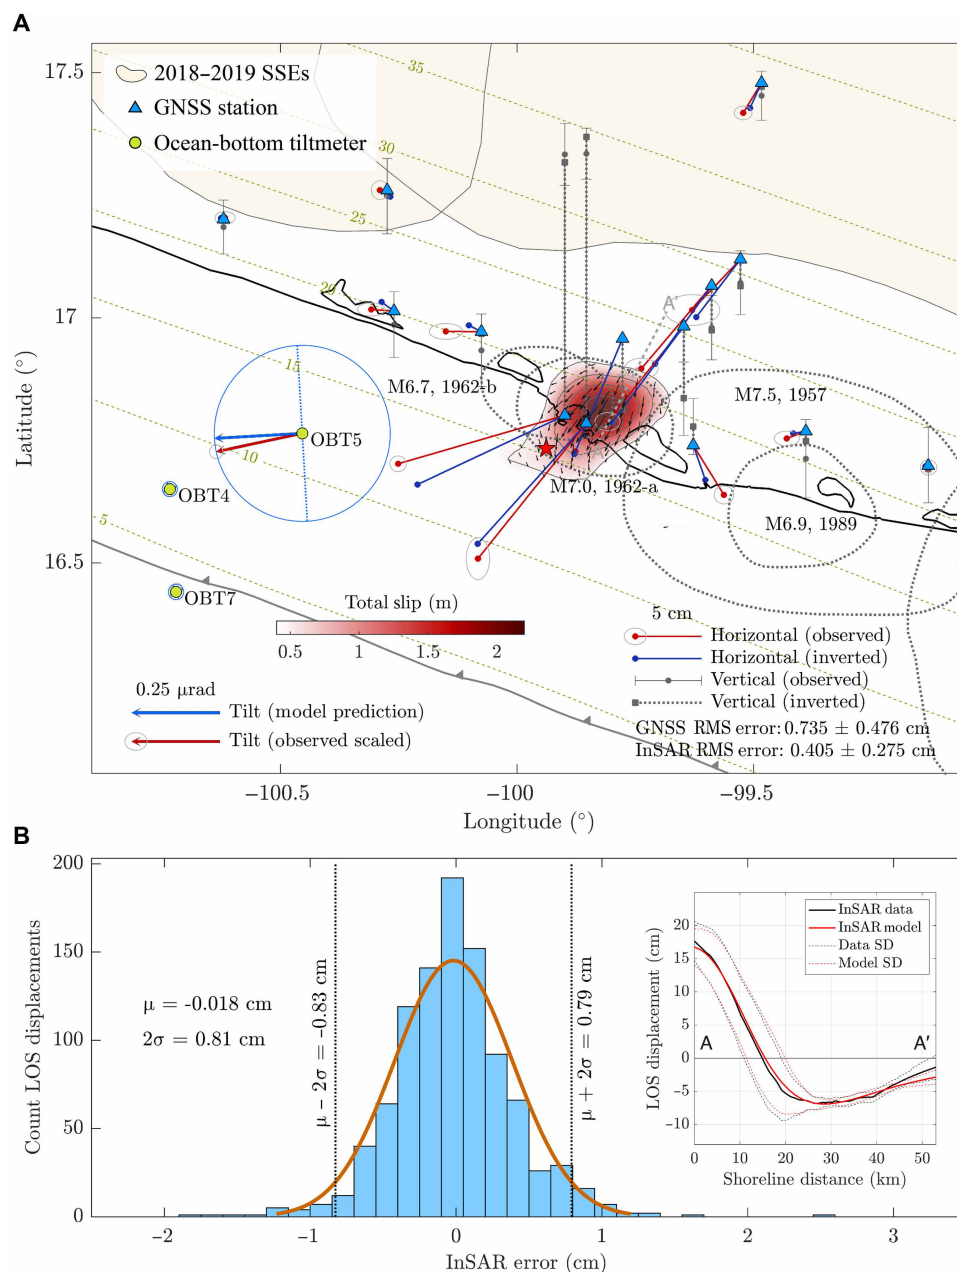 A
17.5
17
16.5
Latitude (°)
2018–2019 SSEs
GNSS station
Ocean-bottom tiltmeter
35
30
25
20
15
10
5
A'
A
M6.7, 1962-b
M7.5, 1957
M7.0, 1962-a
M6.9, 1989
OBT5
OBT4
OBT7
Total slip (m)
0.5 1 1.5 2
0.25 μrad
Tilt (model prediction)
Tilt (observed scaled)
5 cm
Horizontal (observed)
Horizontal (inverted)
Vertical (observed)
Vertical (inverted)
GNSS RMS error: 0.735 ± 0.476 cm
InSAR RMS error: 0.405 ± 0.275 cm
−100.5 −100 −99.5
Longitude (°)
B
200
150
100
50
0
Count LOS displacements
μ = -0.018 cm
2σ = 0.81 cm
μ − 2σ = −0.83 cm
μ + 2σ = 0.79 cm
−2 −1 0 1 2 3
InSAR error (cm)
20
15
10
5
0
−5
−10
LOS displacement (cm)
InSAR data
InSAR model
Data SD
Model SD
A A′
0 10 20 30 40 50
Shoreline distance (km)